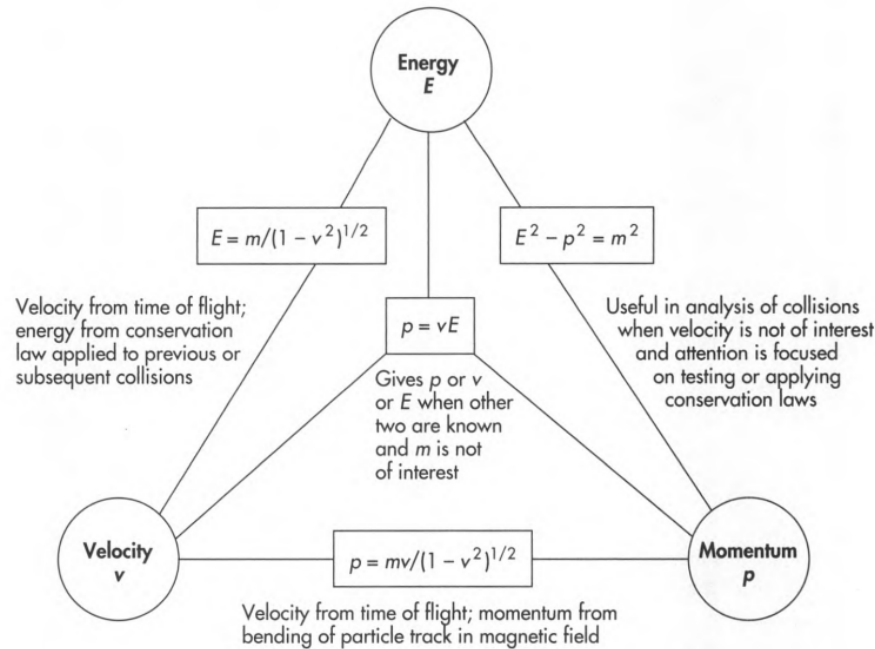 Energy
E
E = m/(1 – v²)^1/2
E² – p² = m²
Velocity from time of flight;
energy from conservation
law applied to previous or
subsequent collisions
p = vE
Useful in analysis of collisions
when velocity is not of interest
and attention is focused
on testing or applying
conservation laws
Gives p or v
or E when other
two are known
and m is not
of interest
Velocity
v
p = mv/(1 – v²)^1/2
Momentum
p
Velocity from time of flight; momentum from
bending of particle track in magnetic field